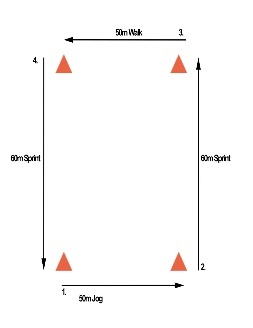 50m Walk
3.
4.
60m Sprint
60m Sprint
2.
1.
50m Jog